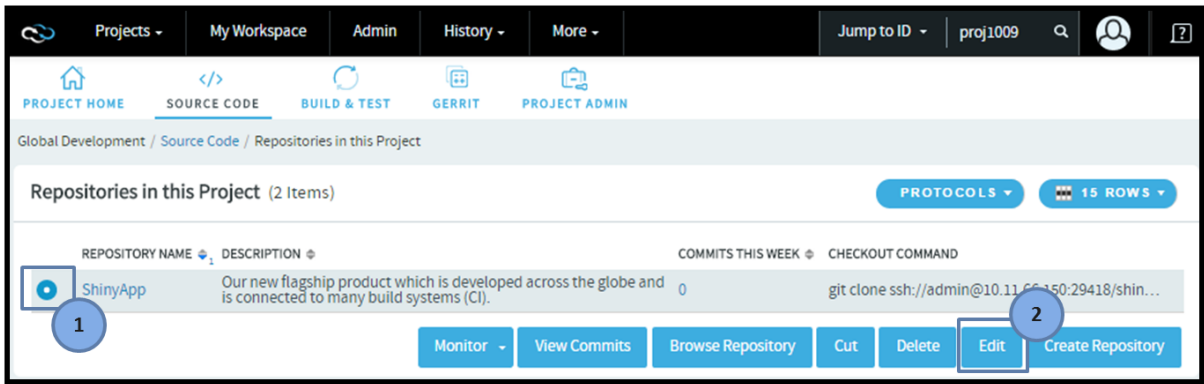 Projects My Workspace Admin History More Jump to ID proj1009 ?
PROJECT HOME SOURCE CODE BUILD & TEST GERRIT PROJECT ADMIN
Global Development / Source Code / Repositories in this Project
Repositories in this Project (2 Items) PROTOCOLS 15 ROWS
REPOSITORY NAME 1 DESCRIPTION COMMITS THIS WEEK CHECKOUT COMMAND
ShinyApp Our new flagship product which is developed across the globe and 0 git clone ssh://admin@10.11.66.150:29418/shin...
is connected to many build systems (CI).
1 2
Monitor View Commits Browse Repository Cut Delete Edit Create Repository